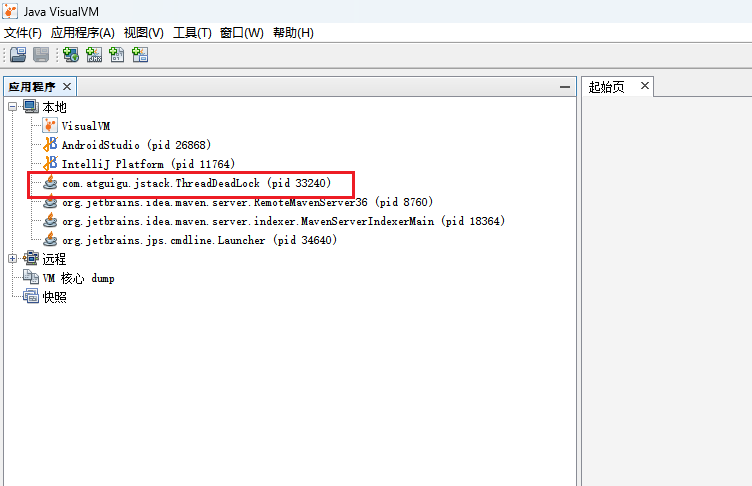 Java VisualVM
文件(F) 应用程序(A) 视图(V) 工具(T) 窗口(W) 帮助(H)
应用程序
起始页
本地
VisualVM
AndroidStudio (pid 26868)
IntelliJ Platform (pid 11764)
com.atguigu.jstack.ThreadDeadLock (pid 33240)
org.jetbrains.idea.maven.server.RemoteMavenServer36 (pid 8760)
org.jetbrains.idea.maven.server.indexer.MavenServerIndexerMain (pid 18364)
org.jetbrains.jps.cmdline.Launcher (pid 34640)
远程
VM 核心 dump
快照